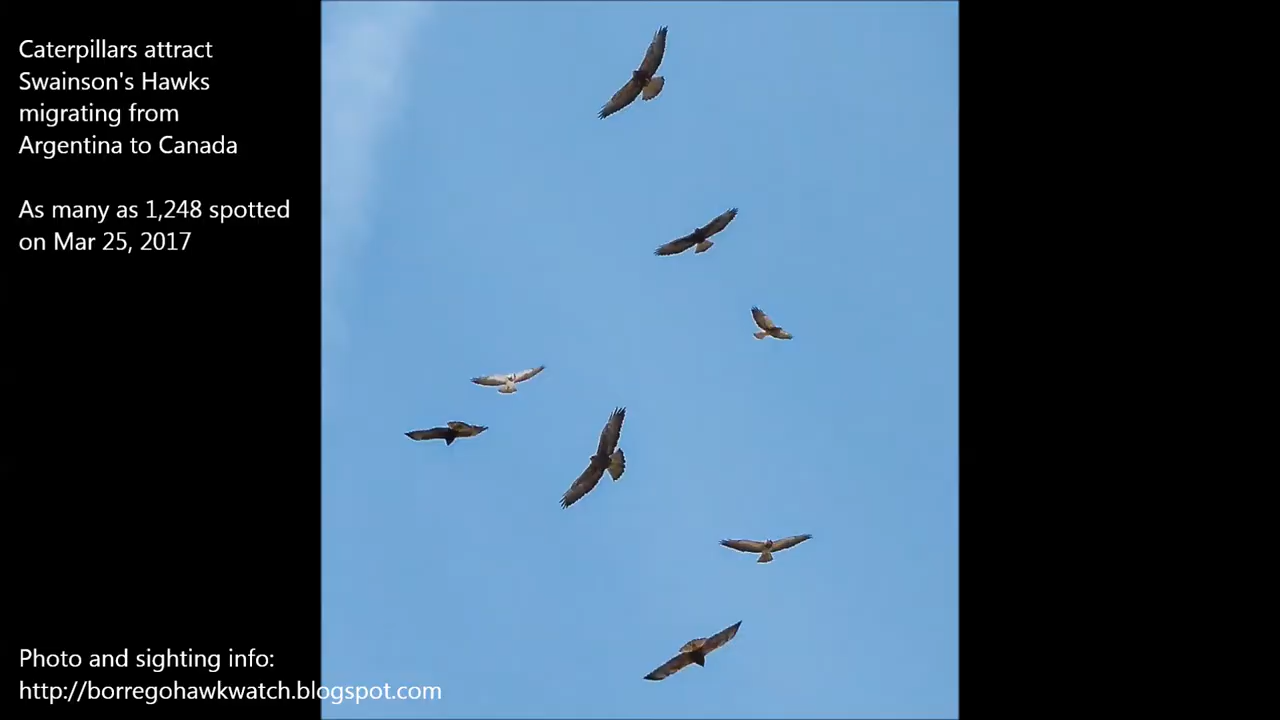 Caterpillars attract
Swainson's Hawks
migrating from
Argentina to Canada
As many as 1,248 spotted
on Mar 25, 2017
Photo and sighting info:
http://borregohawkwatch.blogspot.com